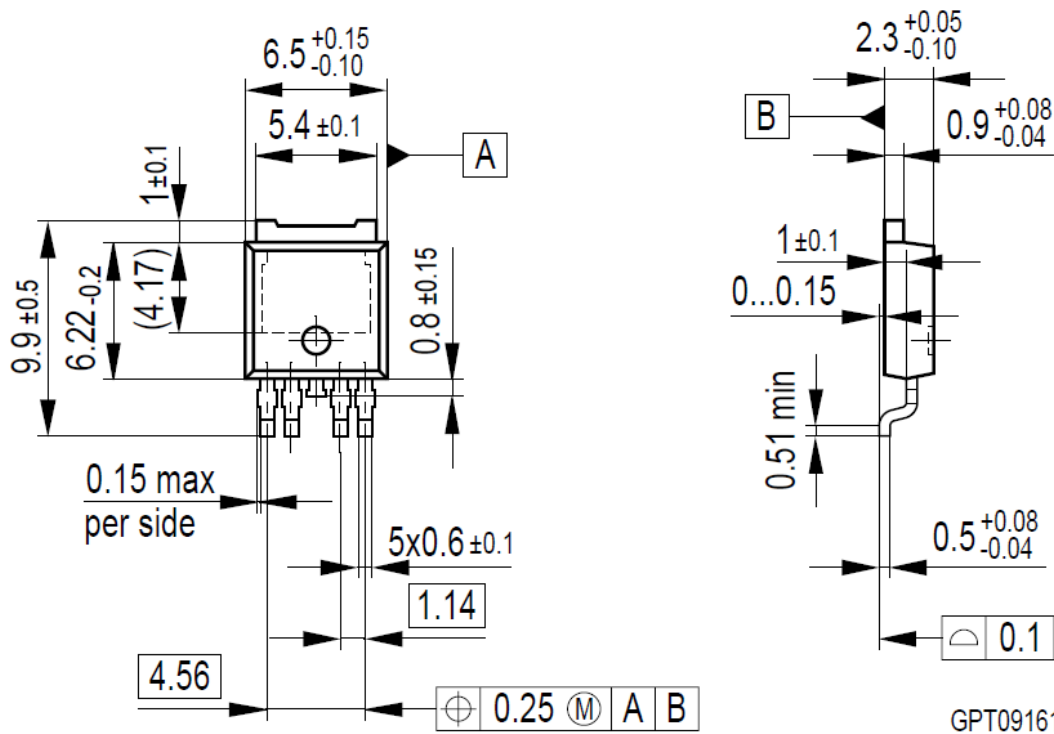 6.5 +0.15 -0.10
5.4 ±0.1
A
1±0.1
9.9 ±0.5
6.22 -0.2
(4.17)
0.8 ±0.15
0.15 max
per side
5x0.6 ±0.1
1.14
4.56
⌖ 0.25 Ⓜ A B
2.3 +0.05 -0.10
B
0.9 +0.08 -0.04
1±0.1
0...0.15
0.51 min
0.5 +0.08 -0.04
⌓ 0.1
GPT09161